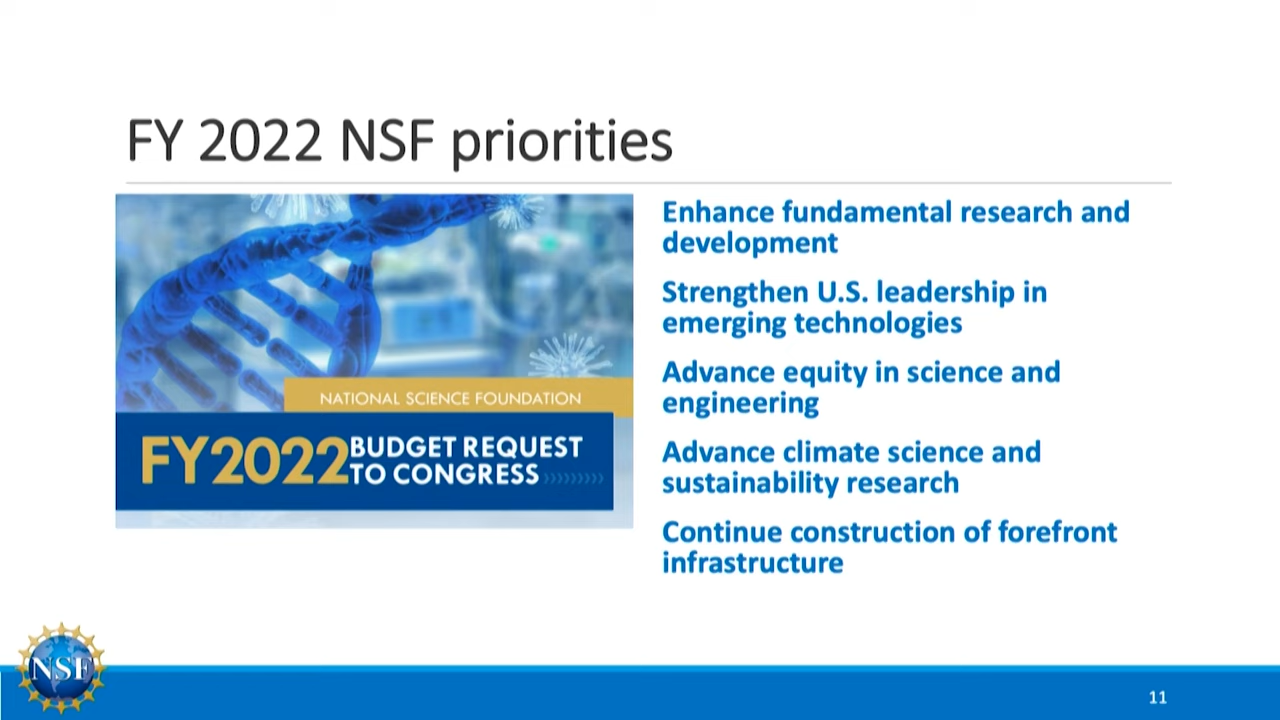 FY 2022 NSF priorities
NATIONAL SCIENCE FOUNDATION
FY2022 BUDGET REQUEST
TO CONGRESS
Enhance fundamental research and
development
Strengthen U.S. leadership in
emerging technologies
Advance equity in science and
engineering
Advance climate science and
sustainability research
Continue construction of forefront
infrastructure
NSF
11